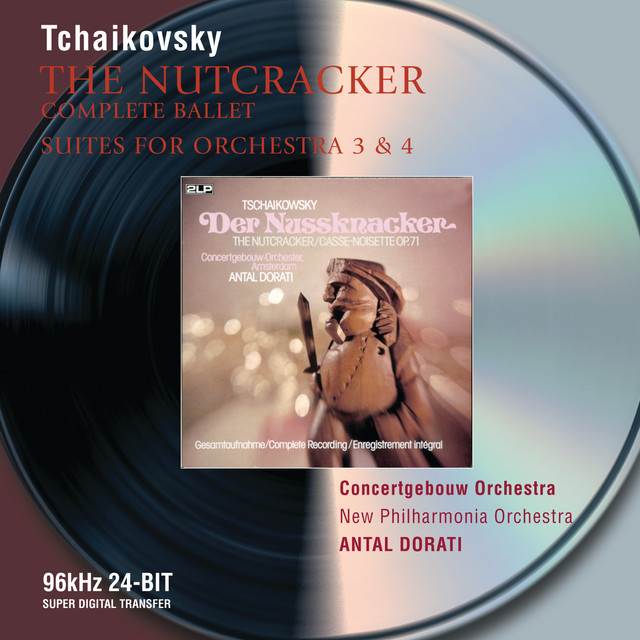 Tchaikovsky
THE NUTCRACKER
COMPLETE BALLET
SUITES FOR ORCHESTRA 3 & 4
2LP
TSCHAIKOWSKY
Der Nussknacker
THE NUTCRACKER/CASSE-NOISETTE OP.71
Concertgebouw-Orchester,
Amsterdam
ANTAL DORATI
Gesamtaufnahme/Complete Recording/Enregistrement intégral
Concertgebouw Orchestra
New Philharmonia Orchestra
ANTAL DORATI
96kHz 24-BIT
SUPER DIGITAL TRANSFER